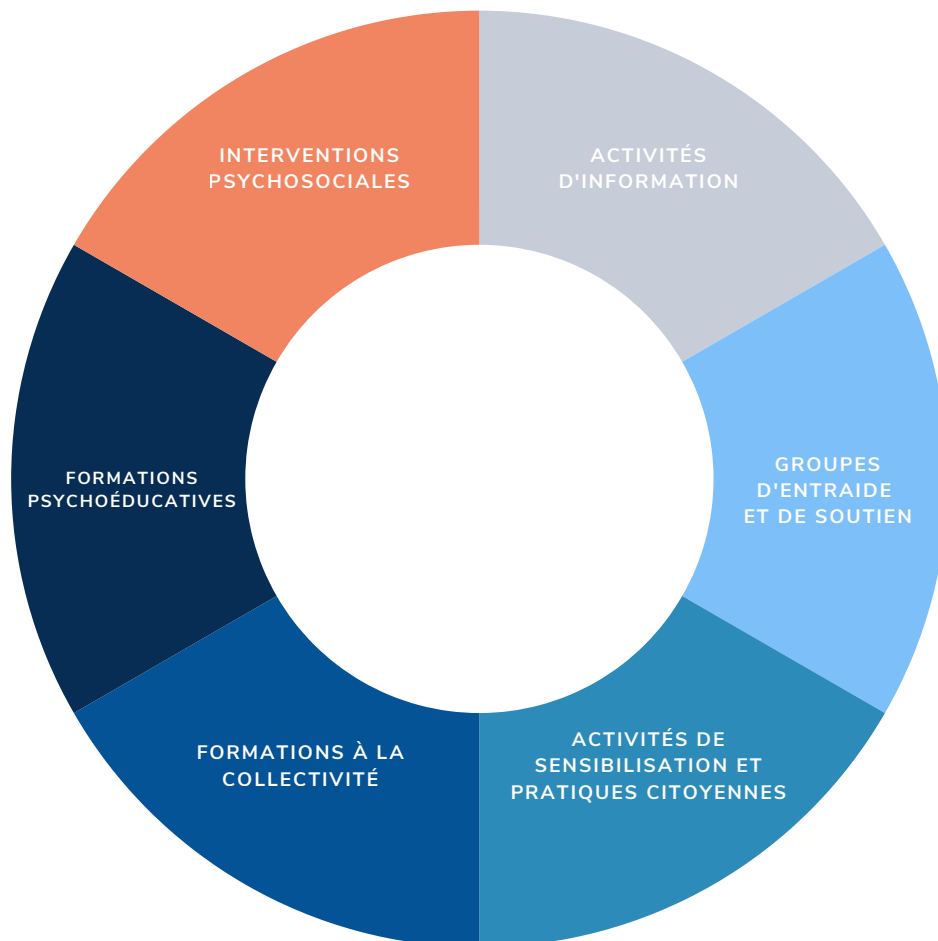 INTERVENTIONS
PSYCHOSOCIALES
ACTIVITÉS
D'INFORMATION
GROUPES
D'ENTRAIDE
ET DE SOUTIEN
ACTIVITÉS DE
SENSIBILISATION ET
PRATIQUES CITOYENNES
FORMATIONS À LA
COLLECTIVITÉ
FORMATIONS
PSYCHOÉDUCATIVES